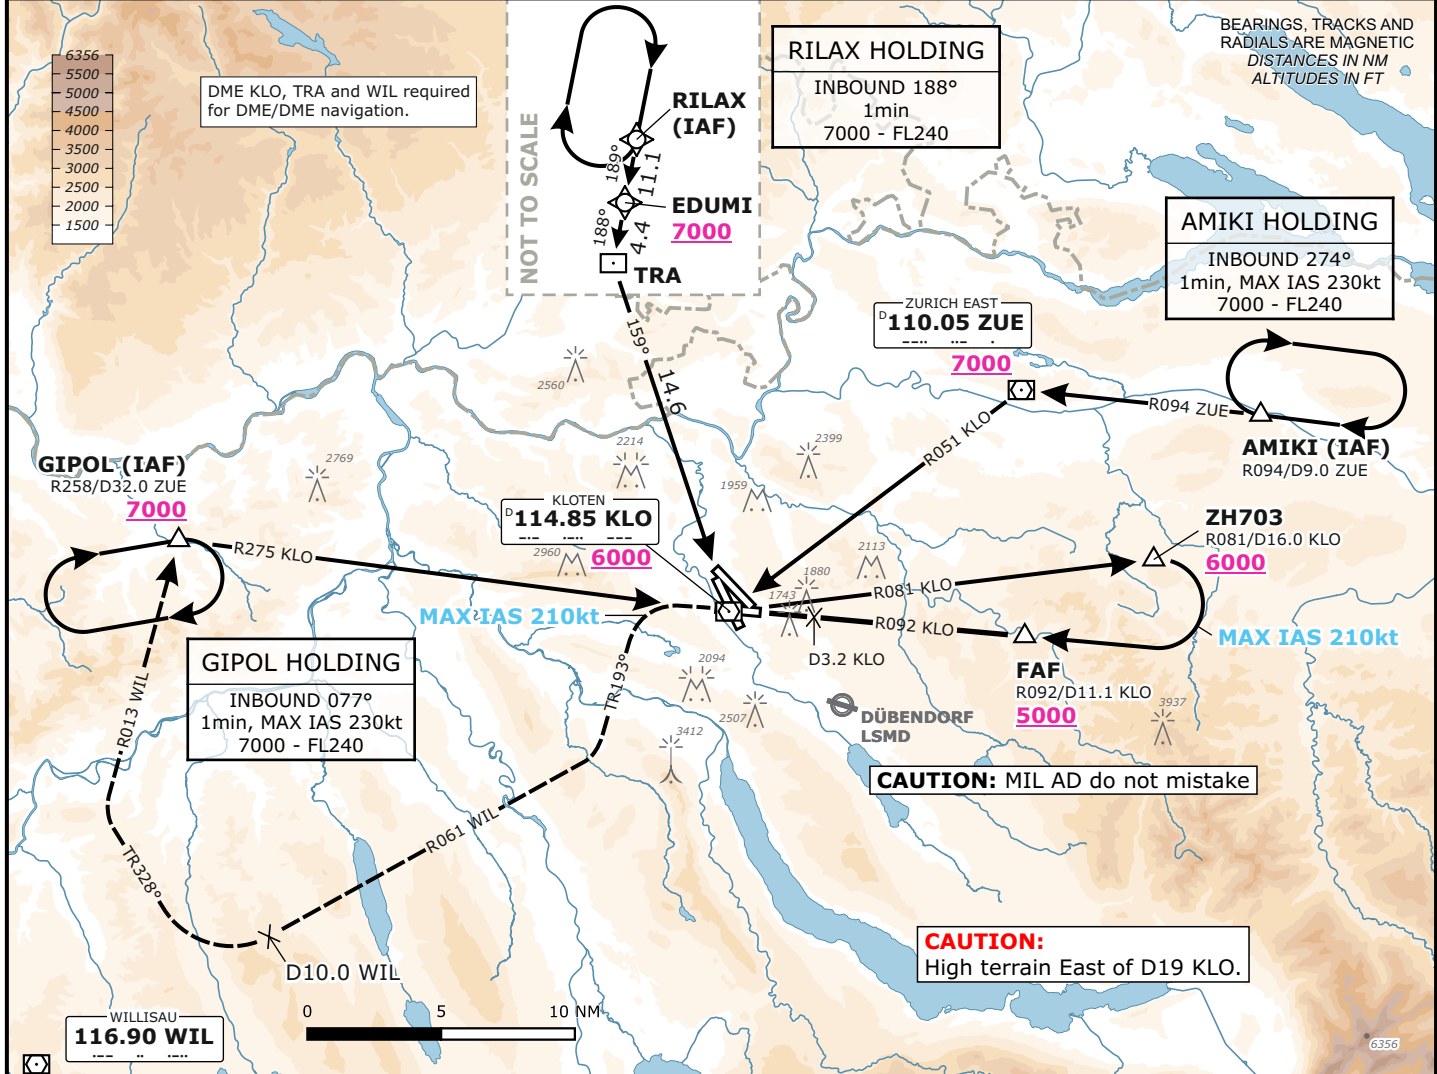 BEARINGS, TRACKS AND
RADIALS ARE MAGNETIC
DISTANCES IN NM
ALTITUDES IN FT
6356
5500
5000
4500
4000
3500
3000
2500
2000
1500
DME KLO, TRA and WIL required
for DME/DME navigation.
NOT TO SCALE
RILAX
(IAF)
189°
11.1
EDUMI
7000
188°
4.4
TRA
159°
14.6
RILAX HOLDING
INBOUND 188°
1min
7000 - FL240
AMIKI HOLDING
INBOUND 274°
1min, MAX IAS 230kt
7000 - FL240
ZURICH EAST
D 110.05 ZUE
7000
R094 ZUE
AMIKI (IAF)
R094/D9.0 ZUE
R051 KLO
2560
2214
2399
1959
2769
2960
2113
1880
1743
GIPOL (IAF)
R258/D32.0 ZUE
7000
R275 KLO
KLOTEN
D 114.85 KLO
6000
ZH703
R081/D16.0 KLO
6000
R081 KLO
R092 KLO
MAX IAS 210kt
MAX IAS 210kt
D3.2 KLO
FAF
R092/D11.1 KLO
5000
GIPOL HOLDING
INBOUND 077°
1min, MAX IAS 230kt
7000 - FL240
R013 WIL
TR193°
2094
2507
3412
3937
DÜBENDORF
LSMD
CAUTION: MIL AD do not mistake
R061 WIL
TR328°
D10.0 WIL
CAUTION:
High terrain East of D19 KLO.
0 5 10 NM
WILLISAU
116.90 WIL
6356